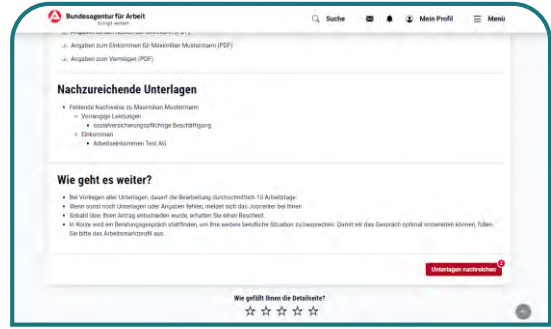 Bundesagentur für Arbeit
bringt weiter.
Suche
Mein Profil
Menü
Angaben zum Einkommen für Maximilian Mustermann (PDF)
Angaben zum Vermögen (PDF)
Nachzureichende Unterlagen
Fehlende Nachweise zu Maximilian Mustermann
Vorrangige Leistungen
sozialversicherungspflichtige Beschäftigung
Einkommen
Arbeitseinkommen Test AG
Wie geht es weiter?
Bei Vorliegen aller Unterlagen, dauert die Bearbeitung durchschnittlich 10 Arbeitstage.
Wenn sonst noch Unterlagen oder Angaben fehlen, meldet sich das Jobcenter bei Ihnen.
Sobald über Ihren Antrag entschieden wurde, erhalten Sie einen Bescheid.
In Kürze wird ein Beratungsgespräch stattfinden, um Ihre weitere berufliche Situation zu besprechen. Damit wir das Gespräch optimal vorbereiten können, füllen
Sie bitte das Arbeitsmarktprofil aus.
Unterlagen nachreichen
Wie gefällt Ihnen die Detailseite?